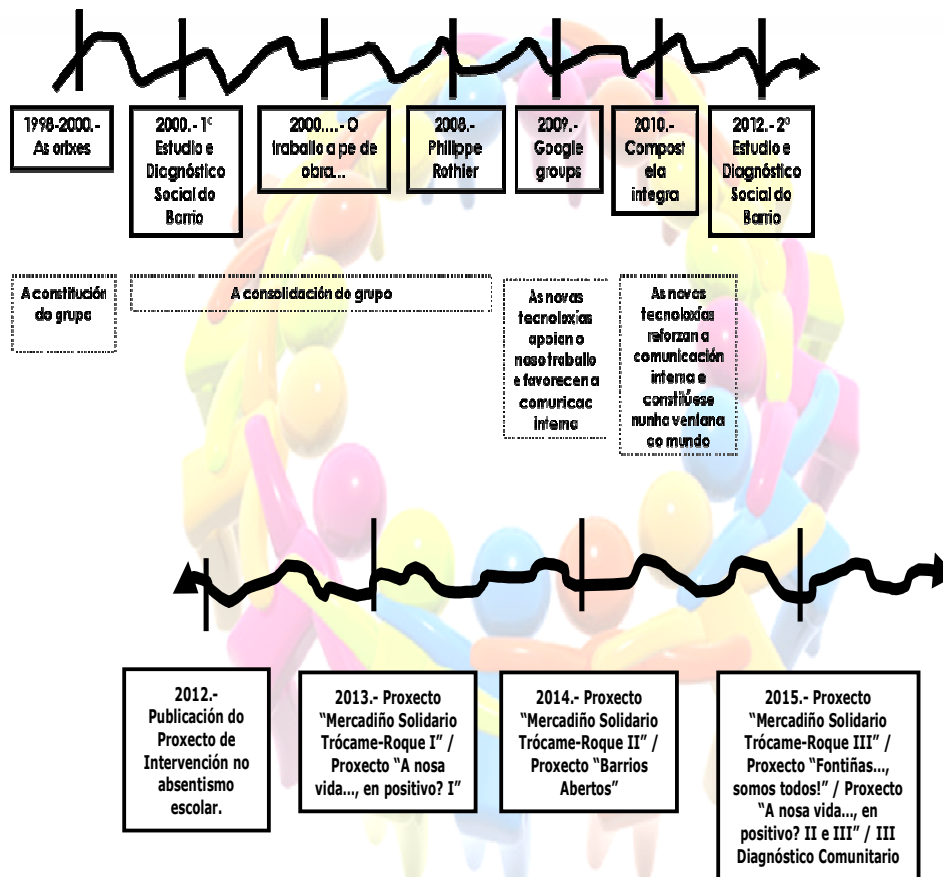 1998-2000.-
As orixes
2000.- 1º
Estudio e
Diagnóstico
Social do
Barrio
2000....- O
traballo a pe de
obra...
2008.-
Philippe
Rothier
2009.-
Google
groups
2010.-
Compost
ela
integra
2012.- 2º
Estudio e
Diagnóstico
Social do
Barrio
A constitución
do grupo
A consolidación do grupo
As novas
tecnoloxías
apoian o
noso traballo
e favorecen a
comunicac
interna
As novas
tecnoloxías
reforzan a
comunicación
interna e
constitúese
nunha ventana
ao mundo
2012.-
Publicación do
Proxecto de
Intervención no
absentismo
escolar.
2013.- Proxecto
“Mercadiño Solidario
Trócame-Roque I” /
Proxecto “A nosa
vida..., en positivo? I”
2014.- Proxecto
“Mercadiño Solidario
Trócame-Roque II” /
Proxecto “Barrios
Abertos”
2015.- Proxecto
“Mercadiño Solidario
Trócame-Roque III” /
Proxecto “Fontiñas...,
somos todos!” / Proxecto
“A nosa vida..., en
positivo? II e III” / III
Diagnóstico Comunitario